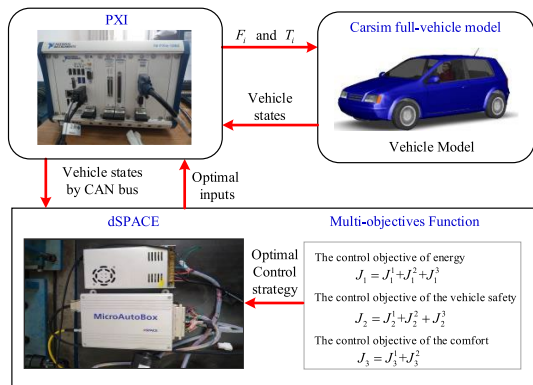 PXI
NATIONAL INSTRUMENTS
F_i and T_i
Vehicle states
Carsim full-vehicle model
Vehicle Model
Vehicle states by CAN bus
Optimal inputs
dSPACE
MicroAutoBox
Optimal Control strategy
Multi-objectives Function
The control objective of energy
J_1 = J_1^1+J_1^2+J_1^3
The control objective of the vehicle safety
J_2 = J_2^1+J_2^2+J_2^3
The control objective of the comfort
J_3 = J_3^1+J_3^2